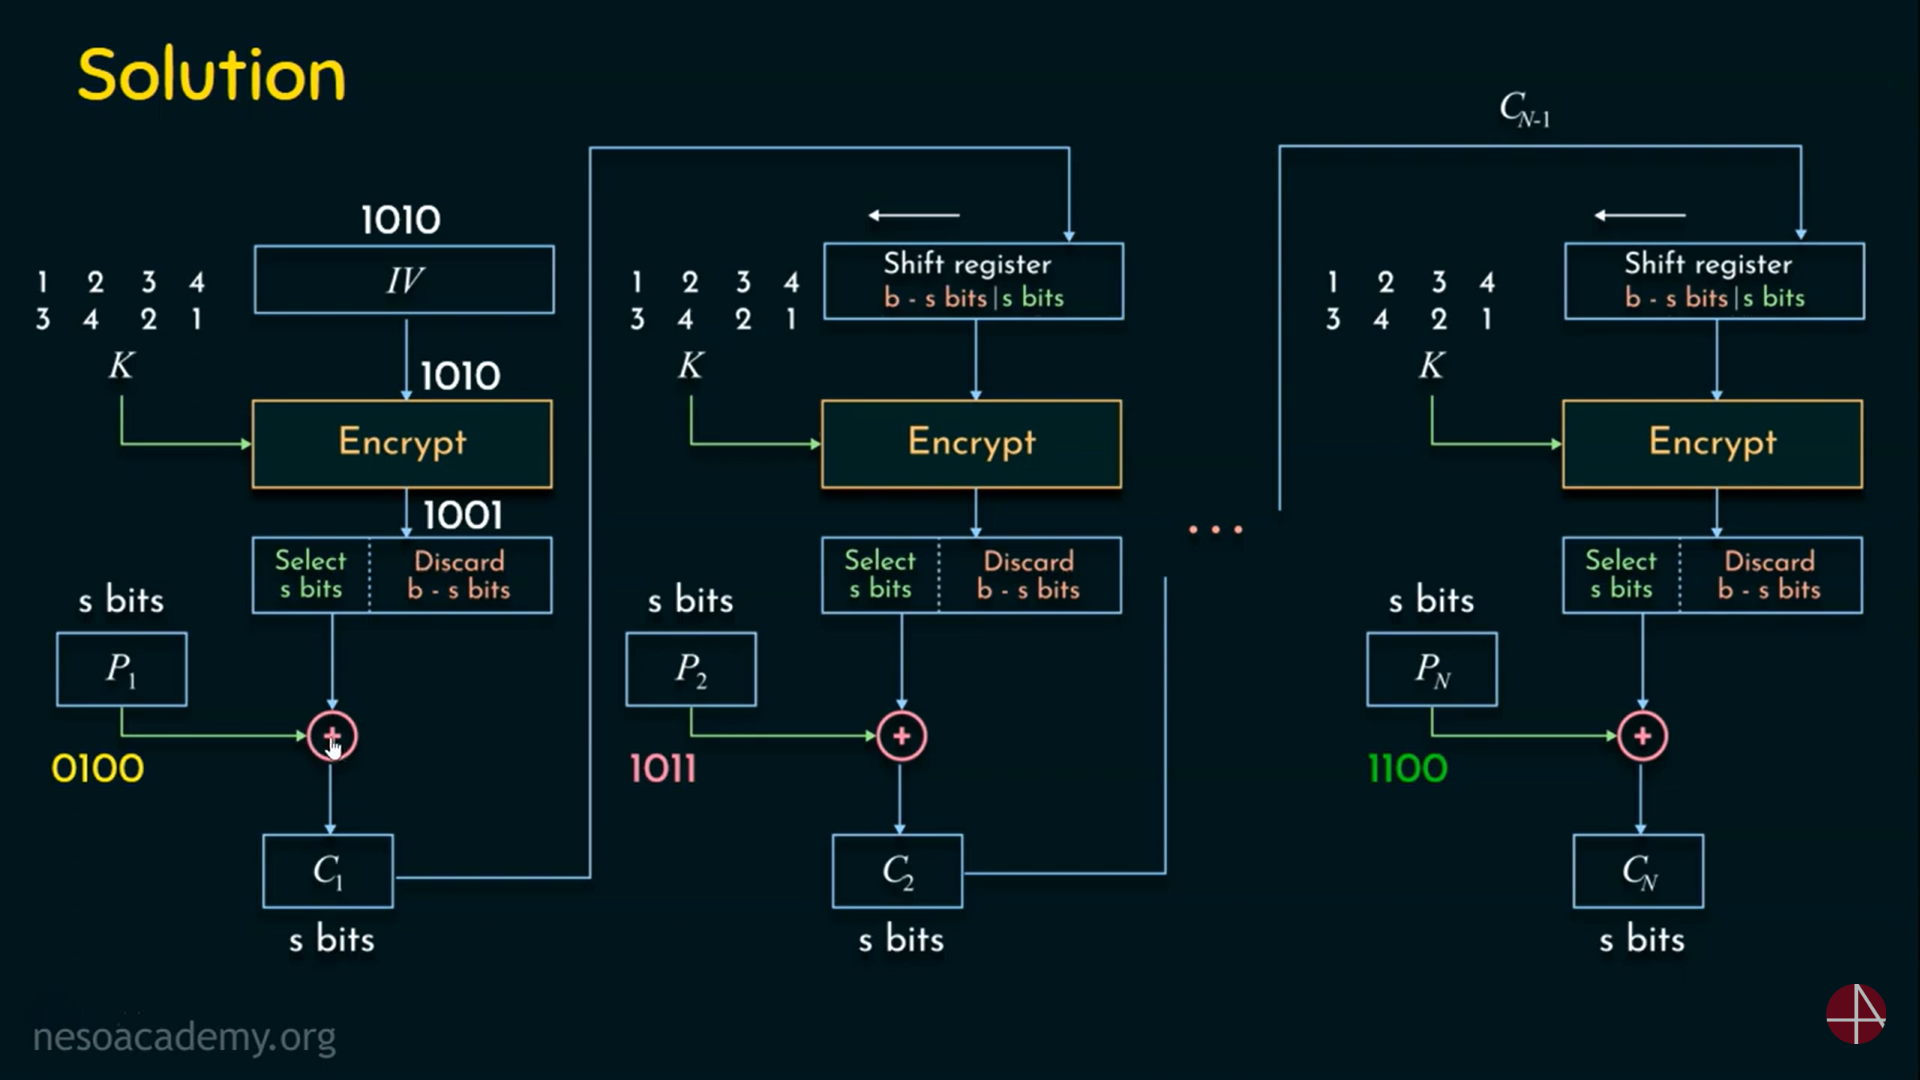 Solution
C_{N-1}
1010
1 2 3 4
3 4 2 1
IV
K
1010
Encrypt
1001
Select
s bits
Discard
b - s bits
s bits
P_1
0100
+
C_1
s bits
1 2 3 4
3 4 2 1
Shift register
b - s bits|s bits
K
Encrypt
Select
s bits
Discard
b - s bits
s bits
P_2
1011
+
C_2
s bits
...
1 2 3 4
3 4 2 1
Shift register
b - s bits|s bits
K
Encrypt
Select
s bits
Discard
b - s bits
s bits
P_N
1100
+
C_N
s bits
nesoacademy.org